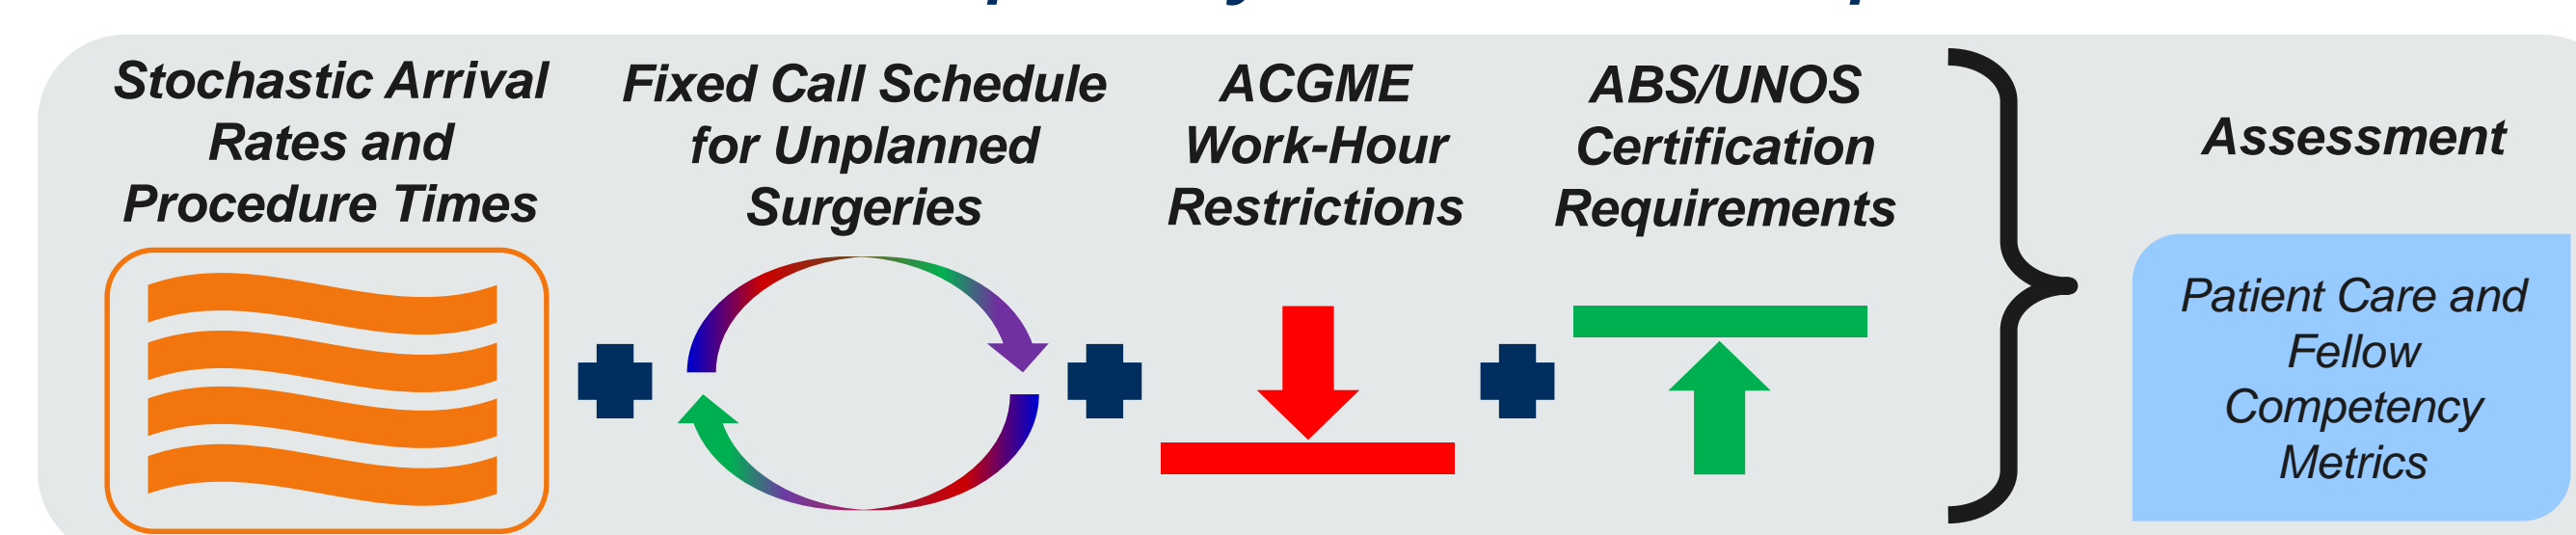 Stochastic Arrival
Rates and
Procedure Times
Fixed Call Schedule
for Unplanned
Surgeries
ACGME
Work-Hour
Restrictions
ABS/UNOS
Certification
Requirements
Assessment
Patient Care and
Fellow
Competency
Metrics